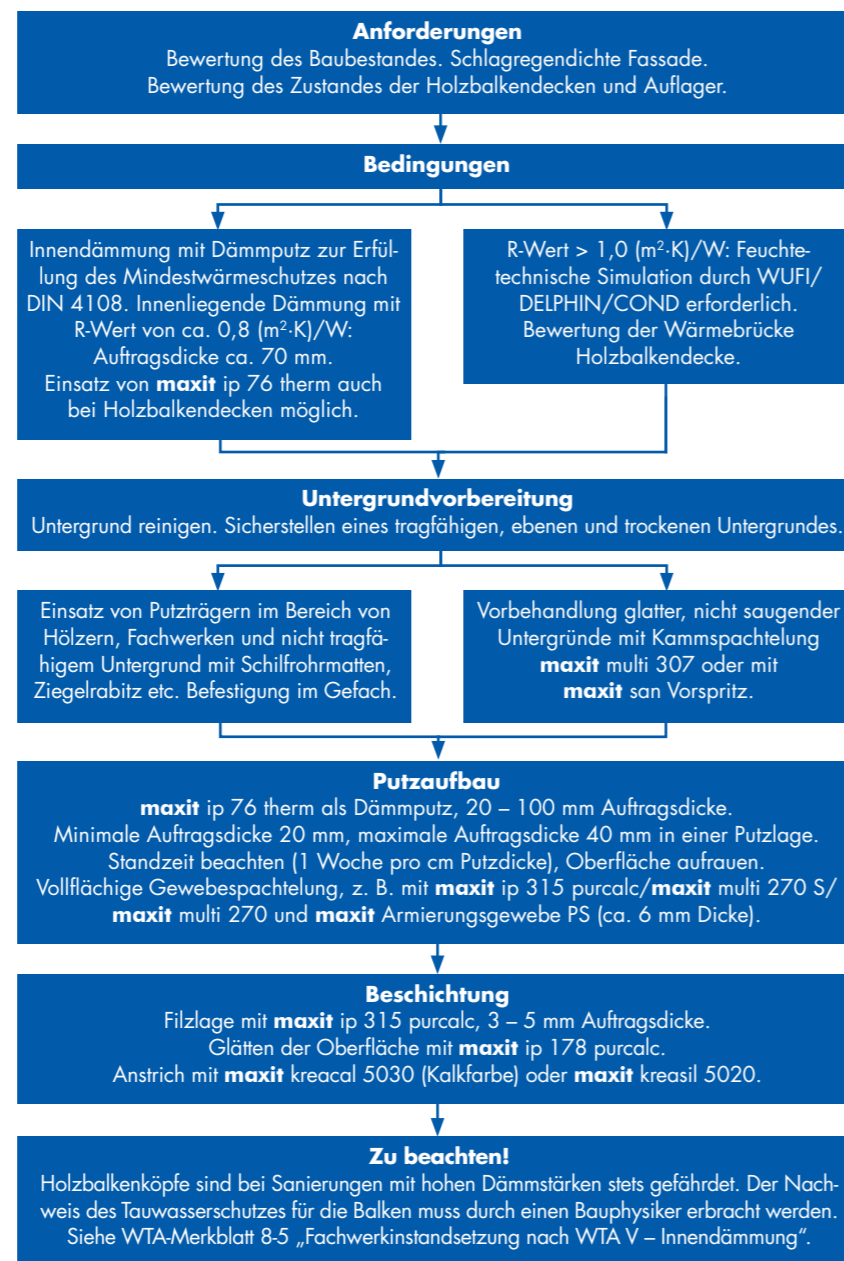 Anforderungen
Bewertung des Baubestandes. Schlagregendichte Fassade.
Bewertung des Zustandes der Holzbalkendecken und Auflager.
Bedingungen
Innendämmung mit Dämmputz zur Erfül-
lung des Mindestwärmeschutzes nach
DIN 4108. Innenliegende Dämmung mit
R-Wert von ca. 0,8 (m²·K)/W:
Auftragsdicke ca. 70 mm.
Einsatz von maxit ip 76 therm auch
bei Holzbalkendecken möglich.
R-Wert > 1,0 (m²·K)/W: Feuchte-
technische Simulation durch WUFI/
DELPHIN/COND erforderlich.
Bewertung der Wärmebrücke
Holzbalkendecke.
Untergrundvorbereitung
Untergrund reinigen. Sicherstellen eines tragfähigen, ebenen und trockenen Untergrundes.
Einsatz von Putzträgern im Bereich von
Hölzern, Fachwerken und nicht tragfä-
higem Untergrund mit Schilfrohrmatten,
Ziegelrabitz etc. Befestigung im Gefach.
Vorbehandlung glatter, nicht saugender
Untergründe mit Kammspachtelung
maxit multi 307 oder mit
maxit san Vorspritz.
Putzaufbau
maxit ip 76 therm als Dämmputz, 20 – 100 mm Auftragsdicke.
Minimale Auftragsdicke 20 mm, maximale Auftragsdicke 40 mm in einer Putzlage.
Standzeit beachten (1 Woche pro cm Putzdicke), Oberfläche aufrauen.
Vollflächige Gewebespachtelung, z. B. mit maxit ip 315 purcalc/maxit multi 270 S/
maxit multi 270 und maxit Armierungsgewebe PS (ca. 6 mm Dicke).
Beschichtung
Filzlage mit maxit ip 315 purcalc, 3 – 5 mm Auftragsdicke.
Glätten der Oberfläche mit maxit ip 178 purcalc.
Anstrich mit maxit kreacal 5030 (Kalkfarbe) oder maxit kreasil 5020.
Zu beachten!
Holzbalkenköpfe sind bei Sanierungen mit hohen Dämmstärken stets gefährdet. Der Nach-
weis des Tauwasserschutzes für die Balken muss durch einen Bauphysiker erbracht werden.
Siehe WTA-Merkblatt 8-5 „Fachwerkinstandsetzung nach WTA V – Innendämmung“.